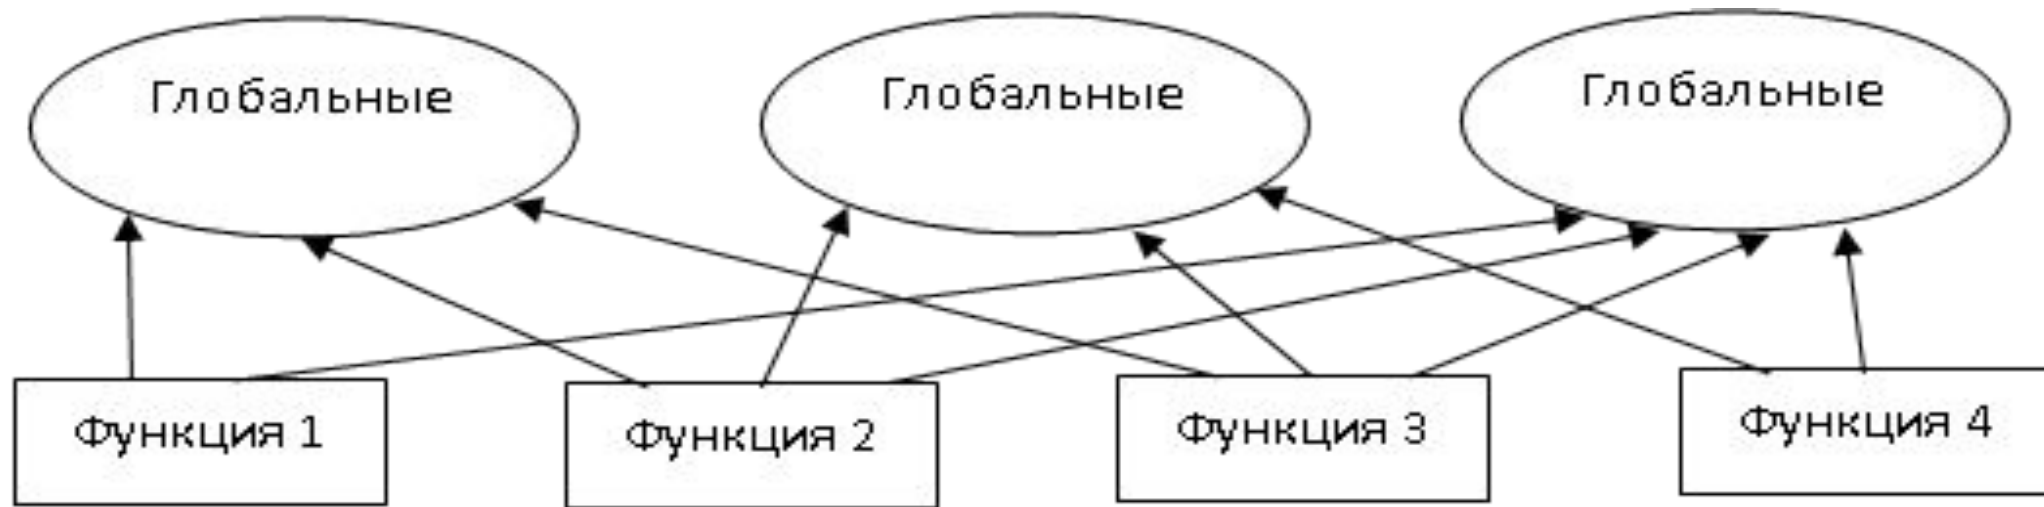 Глобальные
Глобальные
Глобальные
Функция 1
Функция 2
Функция 3
Функция 4